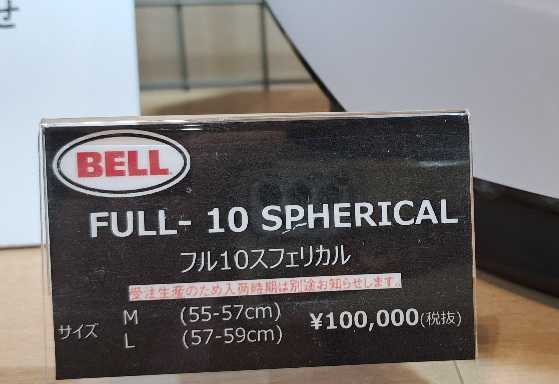 せ
BELL
FULL- 10 SPHERICAL
フル10スフェリカル
受注生産のため入荷時期は別途お知らせします。
サイズ M (55-57cm)
L (57-59cm)
¥100,000(税抜)